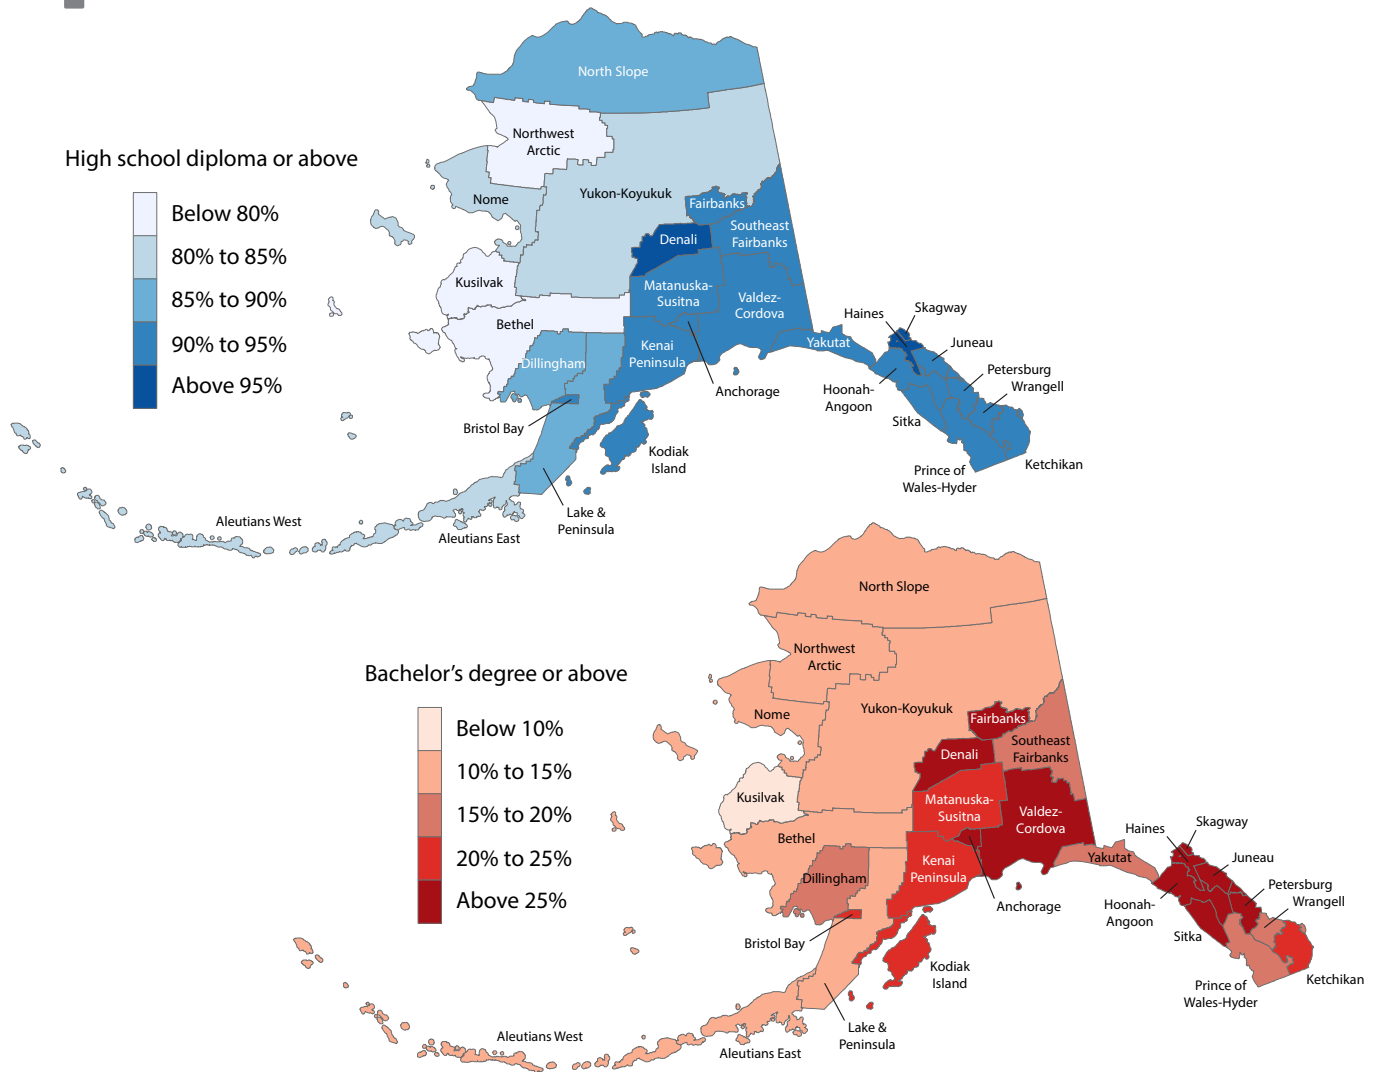 North Slope
Northwest
Arctic
High school diploma or above
Below 80%
80% to 85%
85% to 90%
90% to 95%
Above 95%
Nome
Yukon-Koyukuk
Fairbanks
Southeast
Fairbanks
Denali
Kusilvak
Matanuska-
Susitna
Valdez-
Cordova
Bethel
Dillingham
Kenai
Peninsula
Anchorage
Yakutat
Haines
Skagway
Juneau
Petersburg
Wrangell
Hoonah-
Angoon
Sitka
Prince of
Wales-Hyder
Ketchikan
Bristol Bay
Kodiak
Island
Lake &
Peninsula
Aleutians West
Aleutians East
North Slope
Northwest
Arctic
Bachelor’s degree or above
Below 10%
10% to 15%
15% to 20%
20% to 25%
Above 25%
Nome
Yukon-Koyukuk
Fairbanks
Southeast
Fairbanks
Denali
Kusilvak
Matanuska-
Susitna
Valdez-
Cordova
Bethel
Dillingham
Kenai
Peninsula
Anchorage
Yakutat
Haines
Skagway
Juneau
Petersburg
Wrangell
Hoonah-
Angoon
Sitka
Prince of
Wales-Hyder
Ketchikan
Bristol Bay
Kodiak
Island
Lake &
Peninsula
Aleutians West
Aleutians East